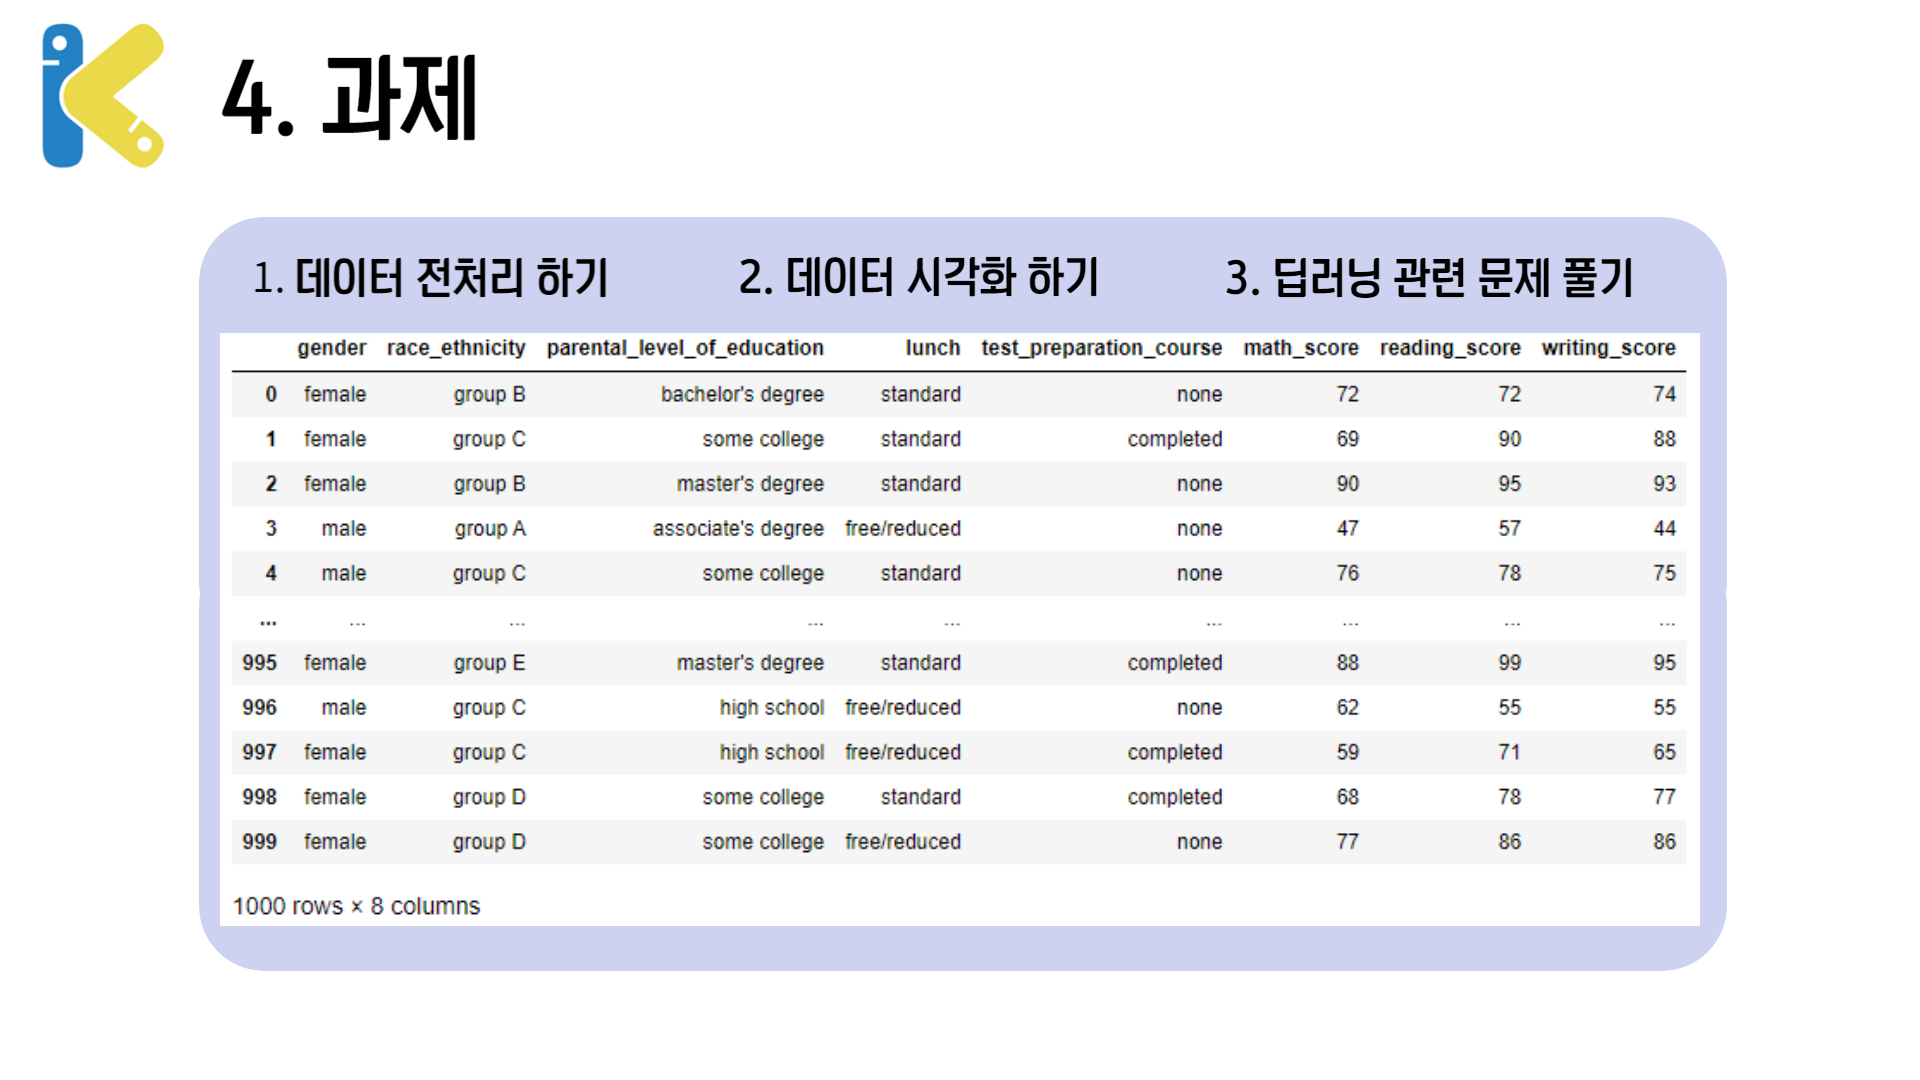 4. 과제
1. 데이터 전처리 하기 2. 데이터 시각화 하기 3. 딥러닝 관련 문제 풀기
gender race_ethnicity parental_level_of_education lunch test_preparation_course math_score reading_score writing_score
0 female group B bachelor's degree standard none 72 72 74
1 female group C some college standard completed 69 90 88
2 female group B master's degree standard none 90 95 93
3 male group A associate's degree free/reduced none 47 57 44
4 male group C some college standard none 76 78 75
... ... ... ... ... ... ... ... ...
995 female group E master's degree standard completed 88 99 95
996 male group C high school free/reduced none 62 55 55
997 female group C high school free/reduced completed 59 71 65
998 female group D some college standard completed 68 78 77
999 female group D some college free/reduced none 77 86 86
1000 rows × 8 columns